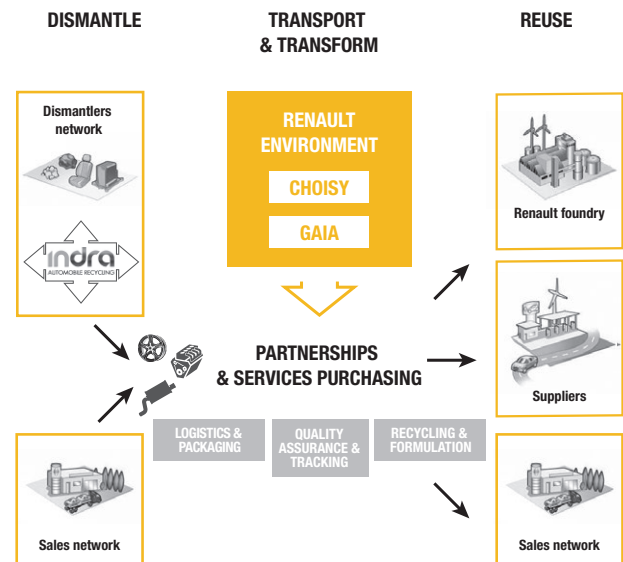 DISMANTLE
TRANSPORT
& TRANSFORM
REUSE
Dismantlers
network
indra
AUTOMOBILE RECYCLING
Sales network
RENAULT
ENVIRONMENT
CHOISY
GAIA
PARTNERSHIPS
& SERVICES PURCHASING
LOGISTICS &
PACKAGING
QUALITY
ASSURANCE &
TRACKING
RECYCLING &
FORMULATION
Renault foundry
Suppliers
Sales network